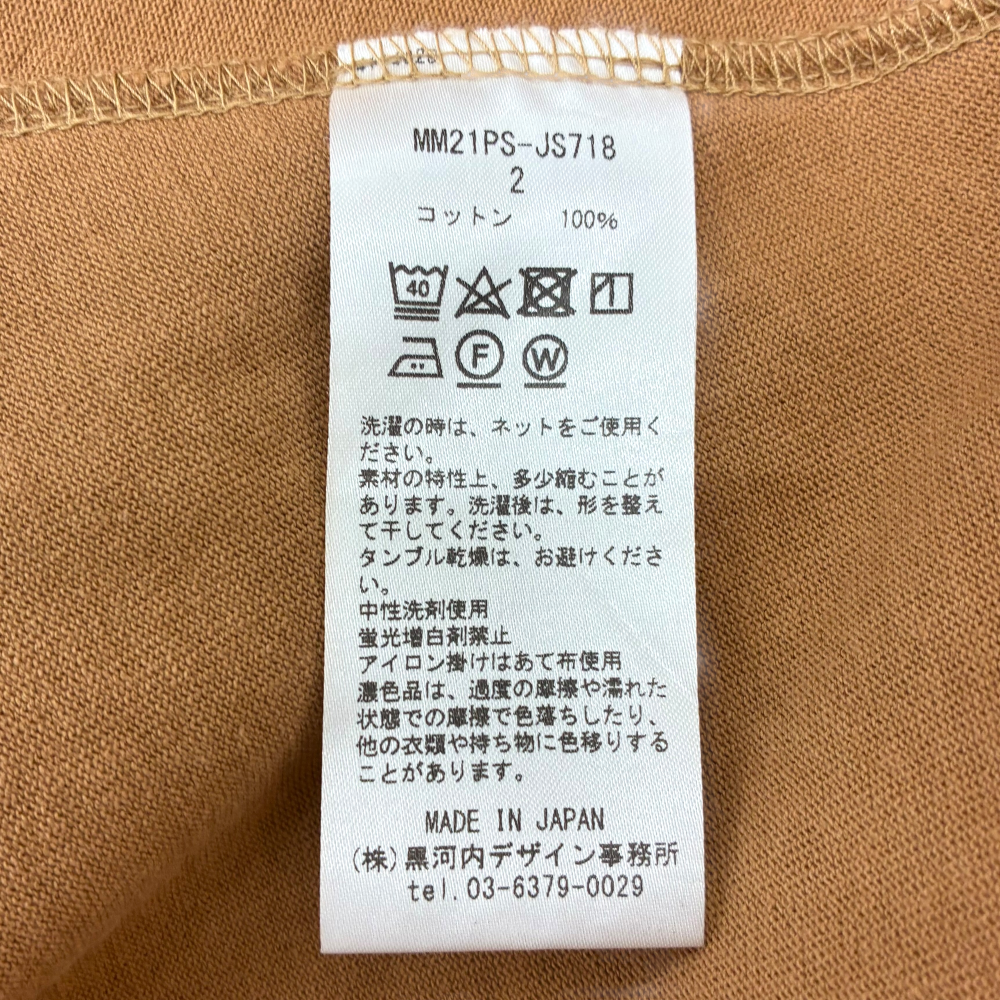 MM21PS-JS718
2
コットン 100%
40
F W
洗濯の時は、ネットをご使用く
ださい。
素材の特性上、多少縮むことが
あります。洗濯後は、形を整え
て干してください。
タンブル乾燥は、お避けくださ
い。
中性洗剤使用
蛍光増白剤禁止
アイロン掛けはあて布使用
濃色品は、過度の摩擦や濡れた
状態での摩擦で色落ちしたり、
他の衣類や持ち物に色移りする
ことがあります。
MADE IN JAPAN
(株)黒河内デザイン事務所
tel.03-6379-0029